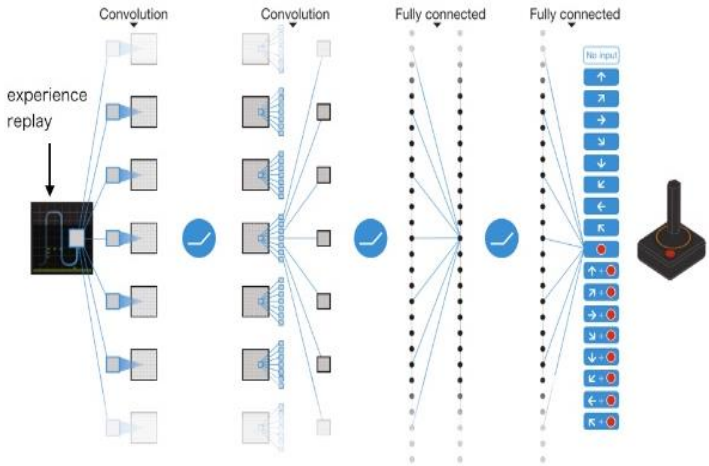 Convolution
Convolution
Fully connected
Fully connected
No input
experience
replay
+
+
+
+
+
+
+
+